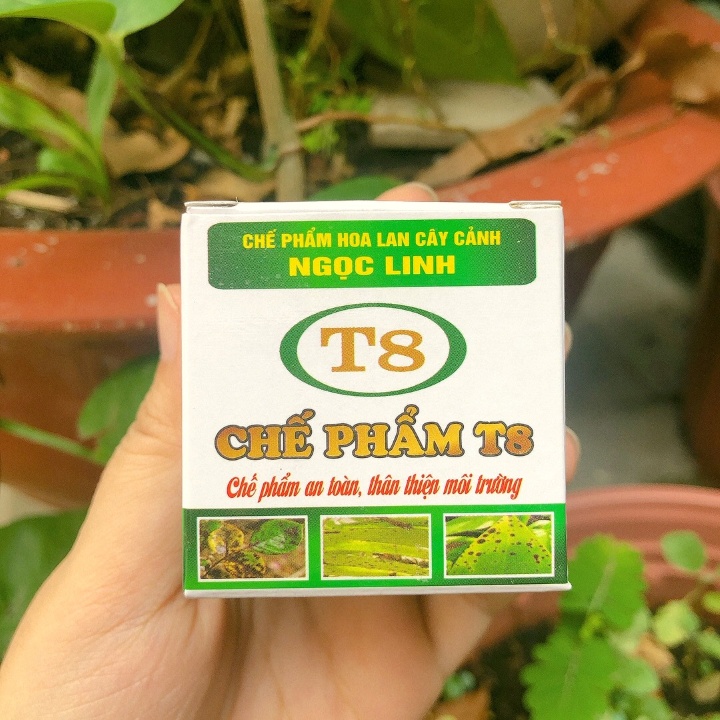 CHẾ PHẨM HOA LAN CÂY CẢNH
NGỌC LINH
T8
CHẾ PHẨM T8
Chế phẩm an toàn, thân thiện môi trường